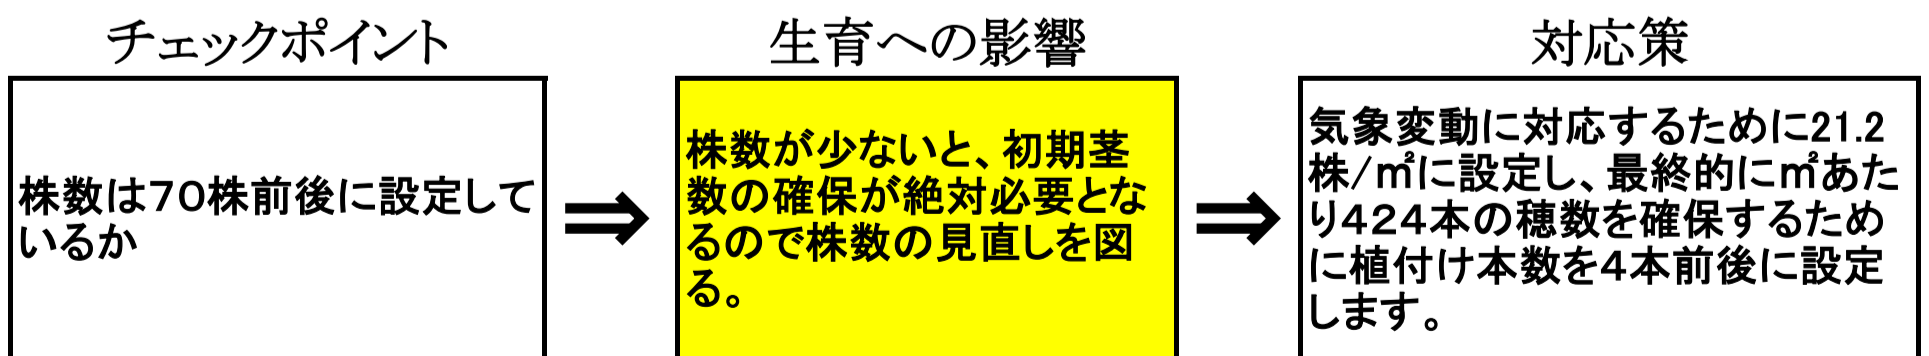 チェックポイント
株数は70株前後に設定して
いるか
⇒
生育への影響
株数が少ないと、初期茎
数の確保が絶対必要とな
るので株数の見直しを図
る。
⇒
対応策
気象変動に対応するために21.2
株/㎡に設定し、最終的に㎡あた
り424本の穂数を確保するため
に植付け本数を4本前後に設定
します。